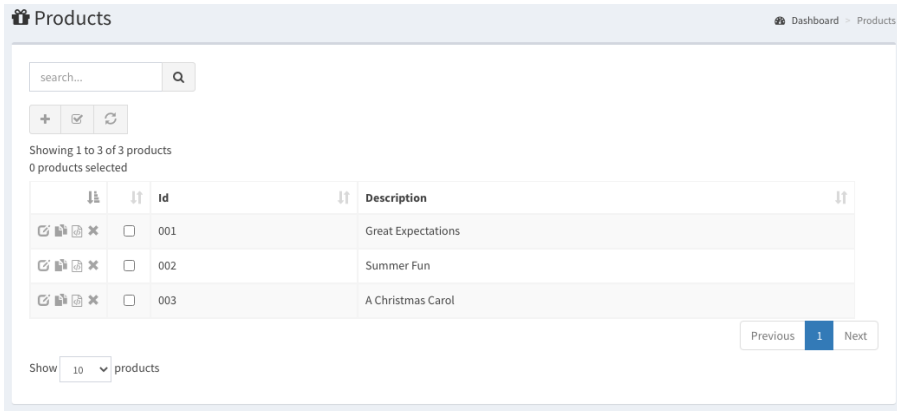 Products
Dashboard > Products
search...
Showing 1 to 3 of 3 products
0 products selected
Id Description
001 Great Expectations
002 Summer Fun
003 A Christmas Carol
Previous 1 Next
Show 10 products